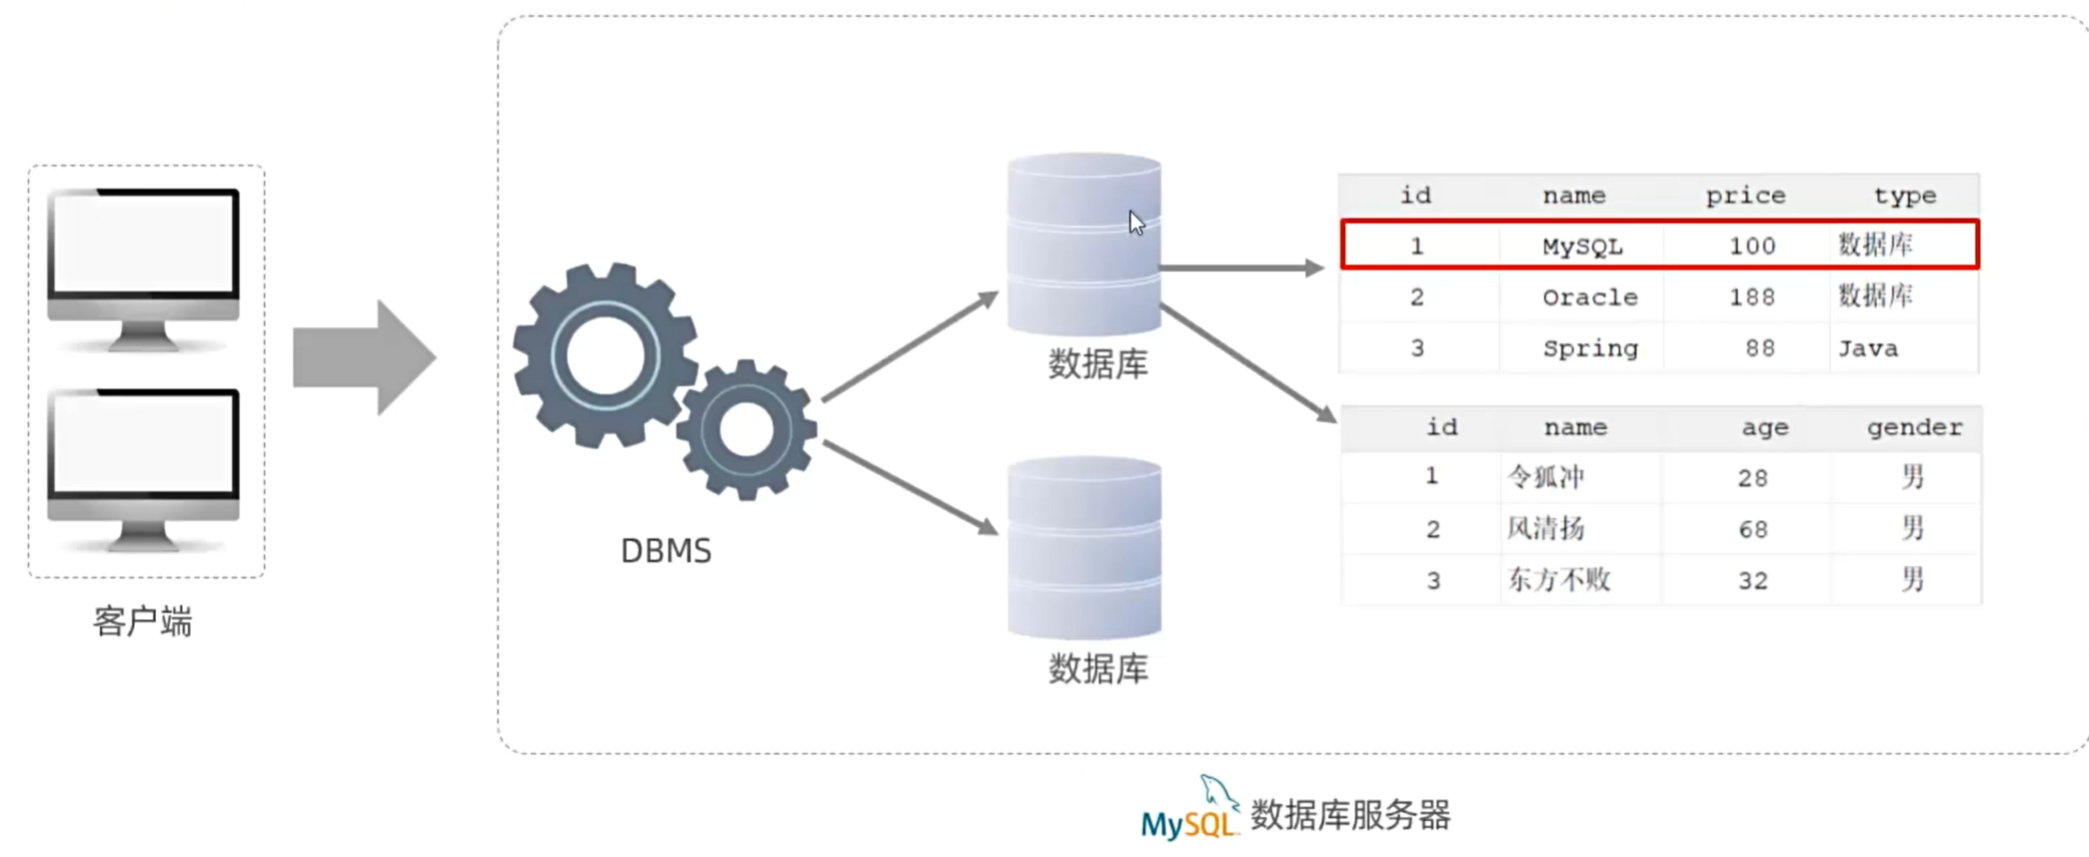 id name price type
1 MySQL 100 数据库
2 Oracle 188 数据库
3 Spring 88 Java
数据库
id name age gender
1 令狐冲 28 男
2 风清扬 68 男
3 东方不败 32 男
DBMS
客户端
数据库
MySQL 数据库服务器